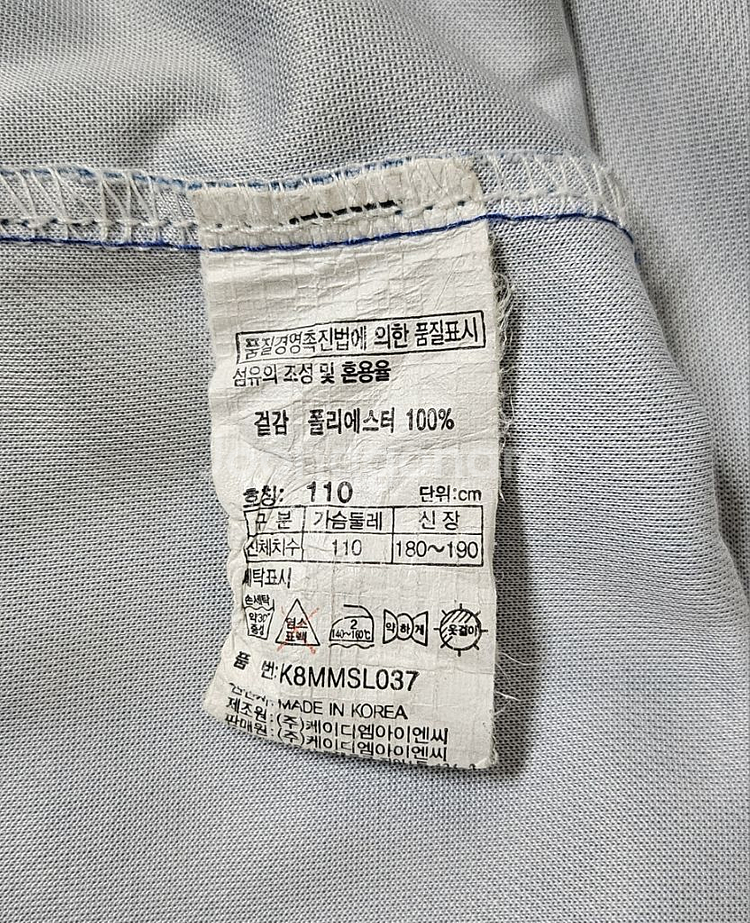 품질경영촉진법에 의한 품질표시
섬유의 조성 및 혼용율
겉감 폴리에스터 100%
호칭: 110 단위:cm
구 분 가슴둘레 신 장
신체치수 110 180~190
세탁표시
손세탁 약30° 중성
염소 표백
2 140~160℃
약하게
옷걸이
품 번:K8MMSL037
MADE IN KOREA
제조원:(주)케이디엠아이엔씨
판매원:(주)케이디엠아이엔씨